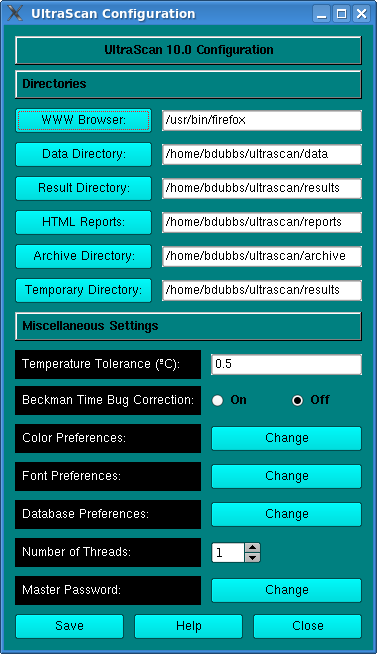 UltraScan Configuration
UltraScan 10.0 Configuration
Directories
WWW Browser: /usr/bin/firefox
Data Directory: /home/bdubbs/ultrascan/data
Result Directory: /home/bdubbs/ultrascan/results
HTML Reports: /home/bdubbs/ultrascan/reports
Archive Directory: /home/bdubbs/ultrascan/archive
Temporary Directory: /home/bdubbs/ultrascan/results
Miscellaneous Settings
Temperature Tolerance (°C): 0.5
Beckman Time Bug Correction: On Off
Color Preferences: Change
Font Preferences: Change
Database Preferences: Change
Number of Threads: 1
Master Password: Change
Save Help Close